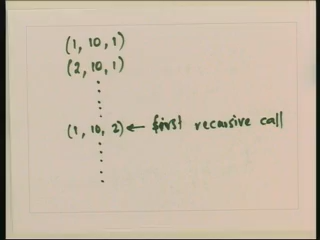 (1, 10, 1)
(2, 10, 1)
(1, 10, 2) ← first recursive call